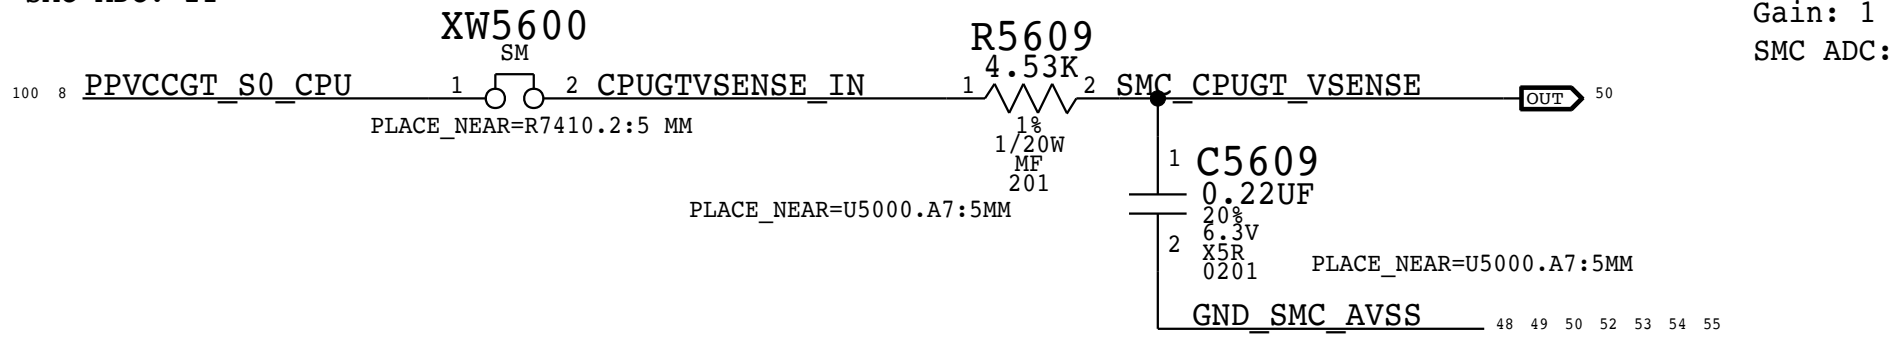 XW5600
SM
R5609
4.53K
Gain: 1
SMC ADC:
100 8 PPVCCGT_S0_CPU 1 2 CPUGTVSENSE_IN 1 2 SMC_CPUGT_VSENSE OUT 50
PLACE_NEAR=R7410.2:5 MM
1%
1/20W
MF
201
PLACE_NEAR=U5000.A7:5MM
1 C5609
0.22UF
20%
6.3V
2 X5R
0201
PLACE_NEAR=U5000.A7:5MM
GND_SMC_AVSS 48 49 50 52 53 54 55